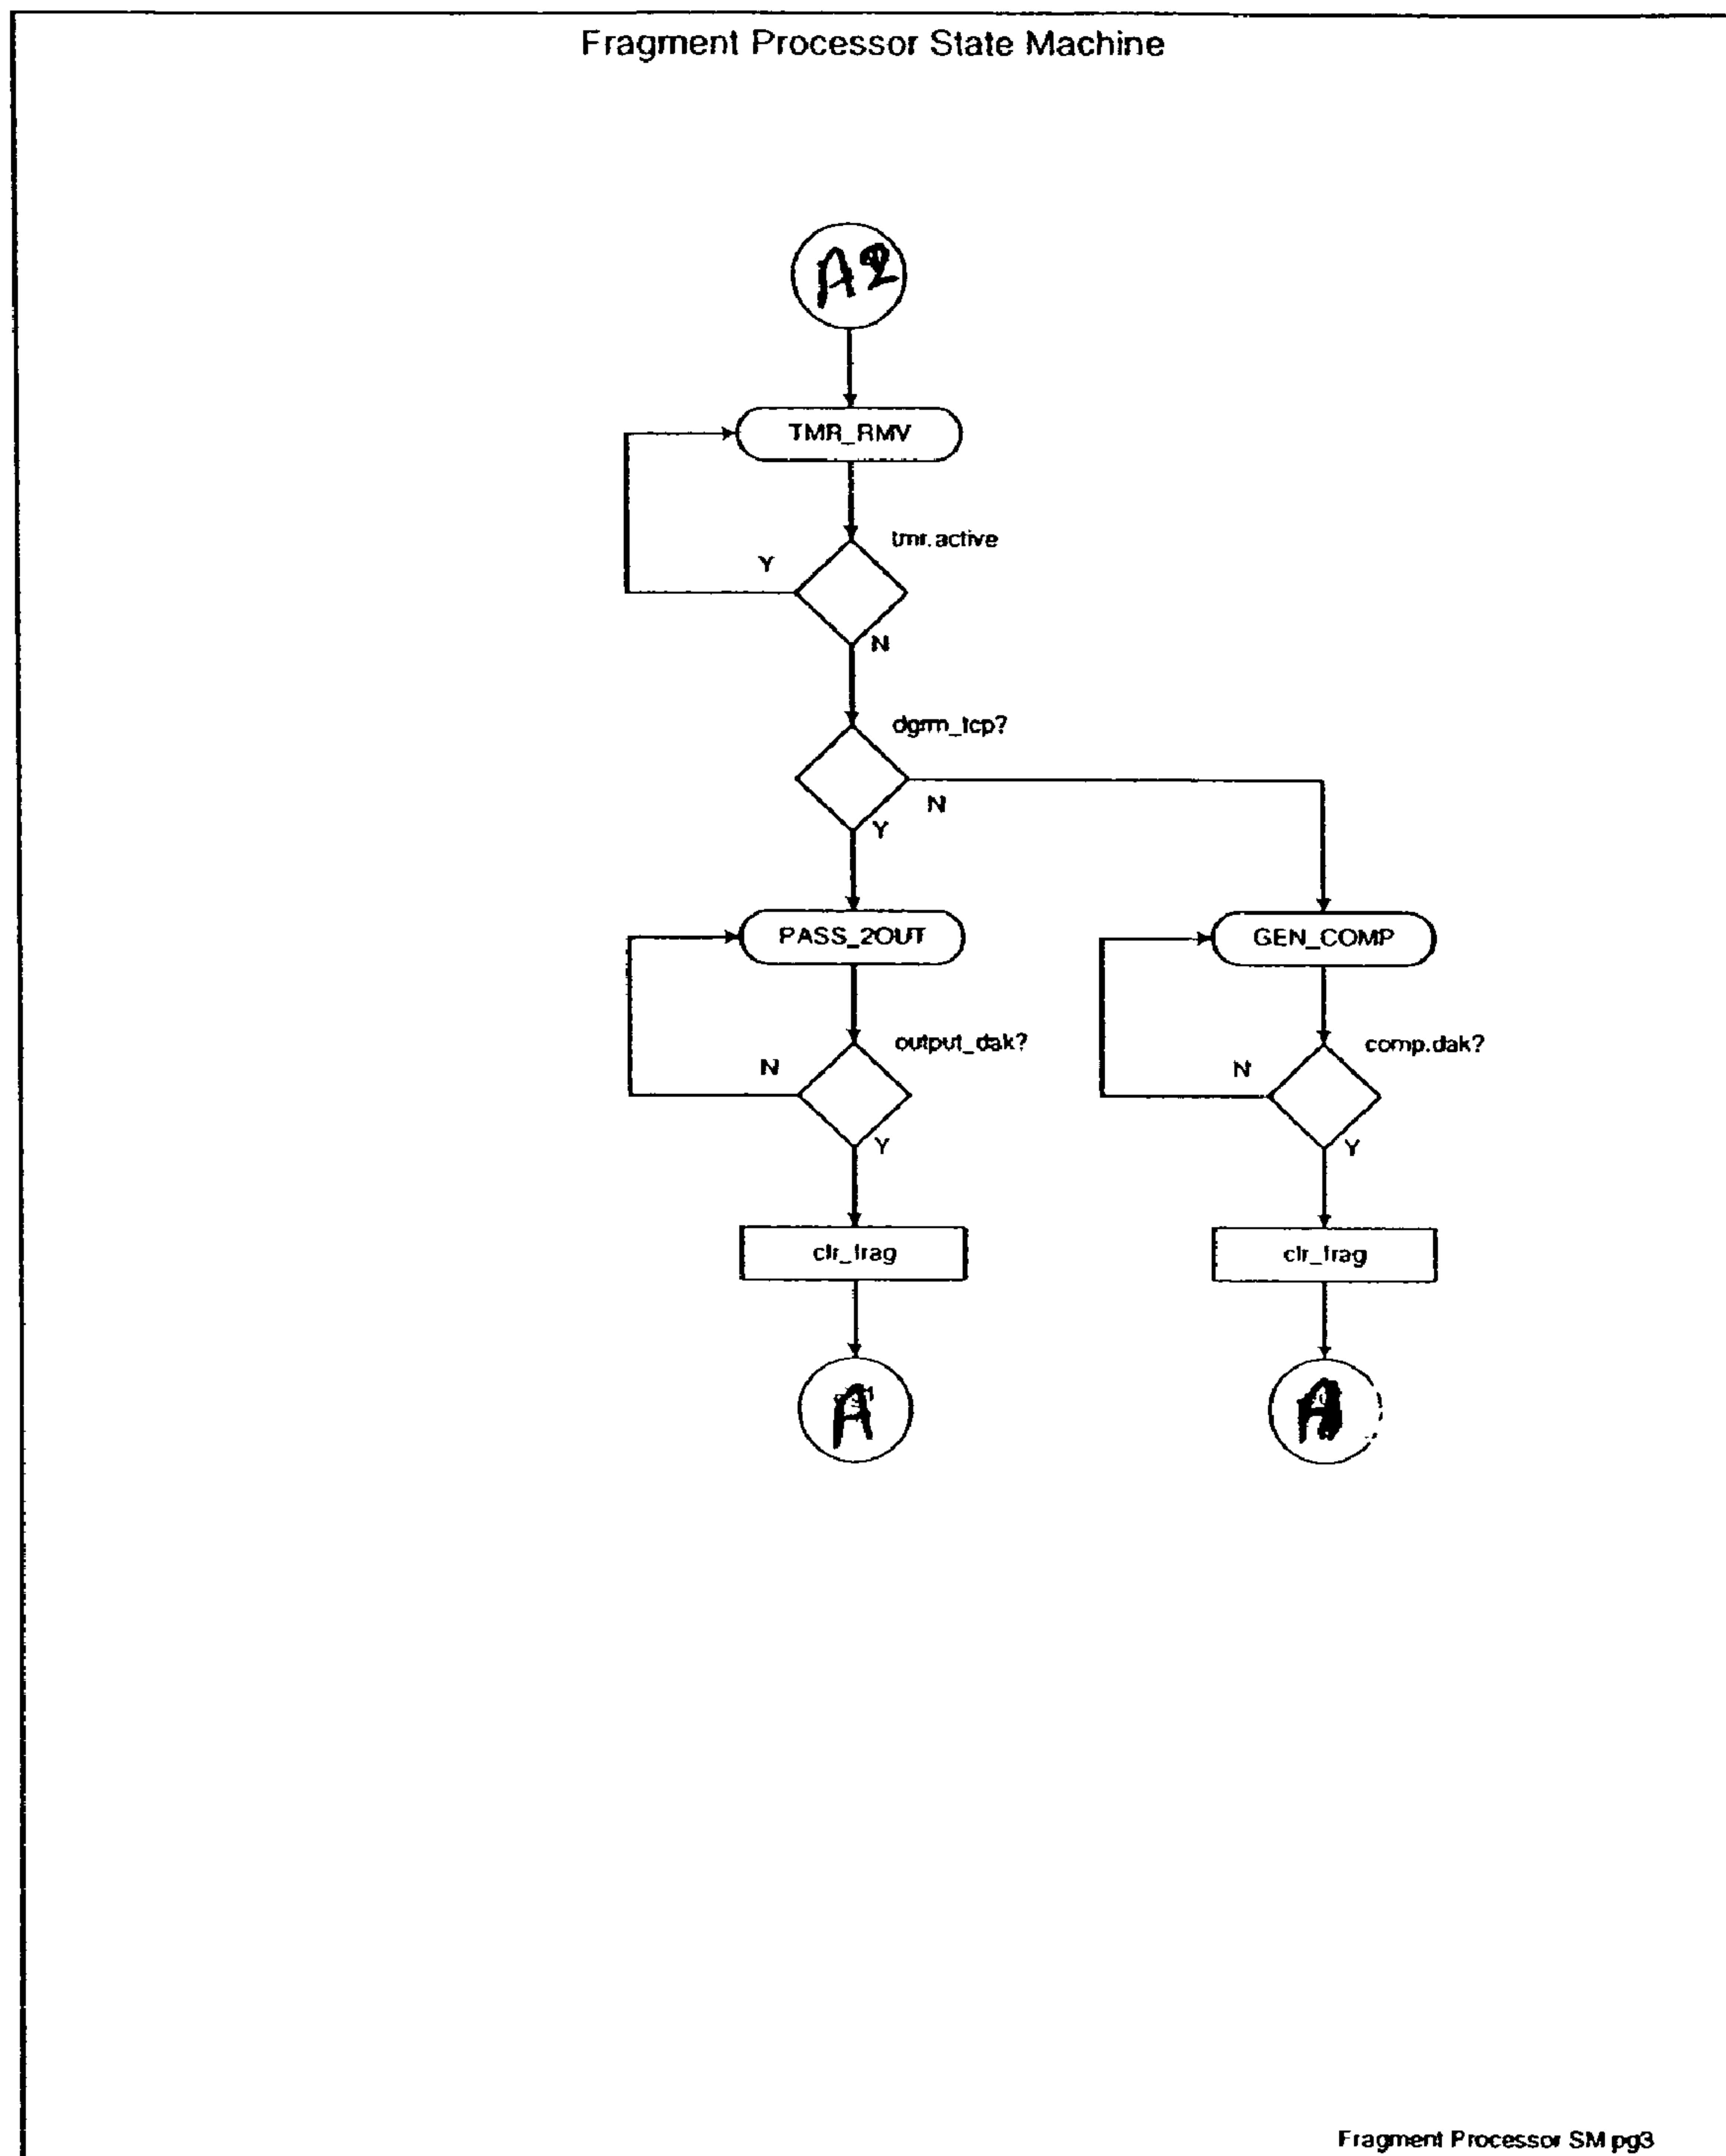 Fragment Processor State Machine
A2
TMR_RMV
tmr.active
Y
N
dgrm_tcp?
N
Y
PASS_2OUT
GEN_COMP
output_dak?
comp.dak?
N
N
Y
Y
clr_frag
clr_frag
A
A
Fragment Processor SM pg3